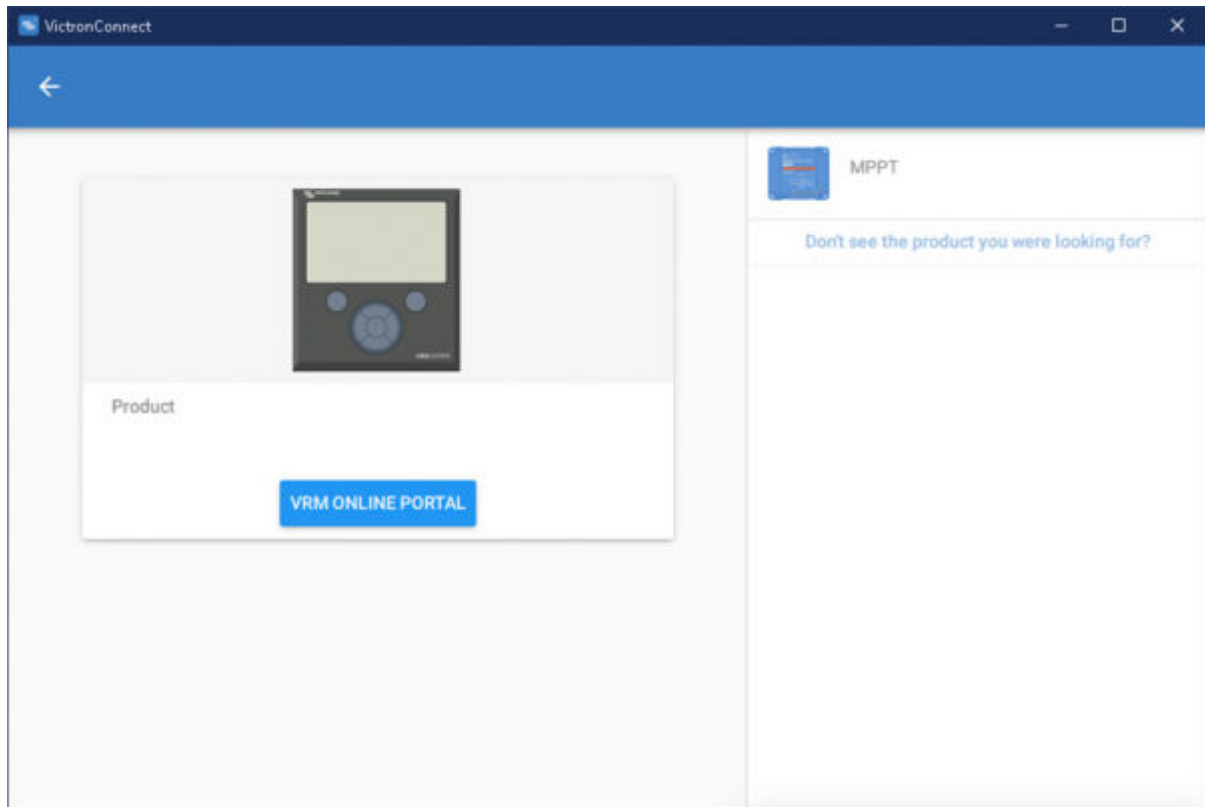 VictronConnect
MPPT
Don't see the product you were looking for?
Product
VRM ONLINE PORTAL